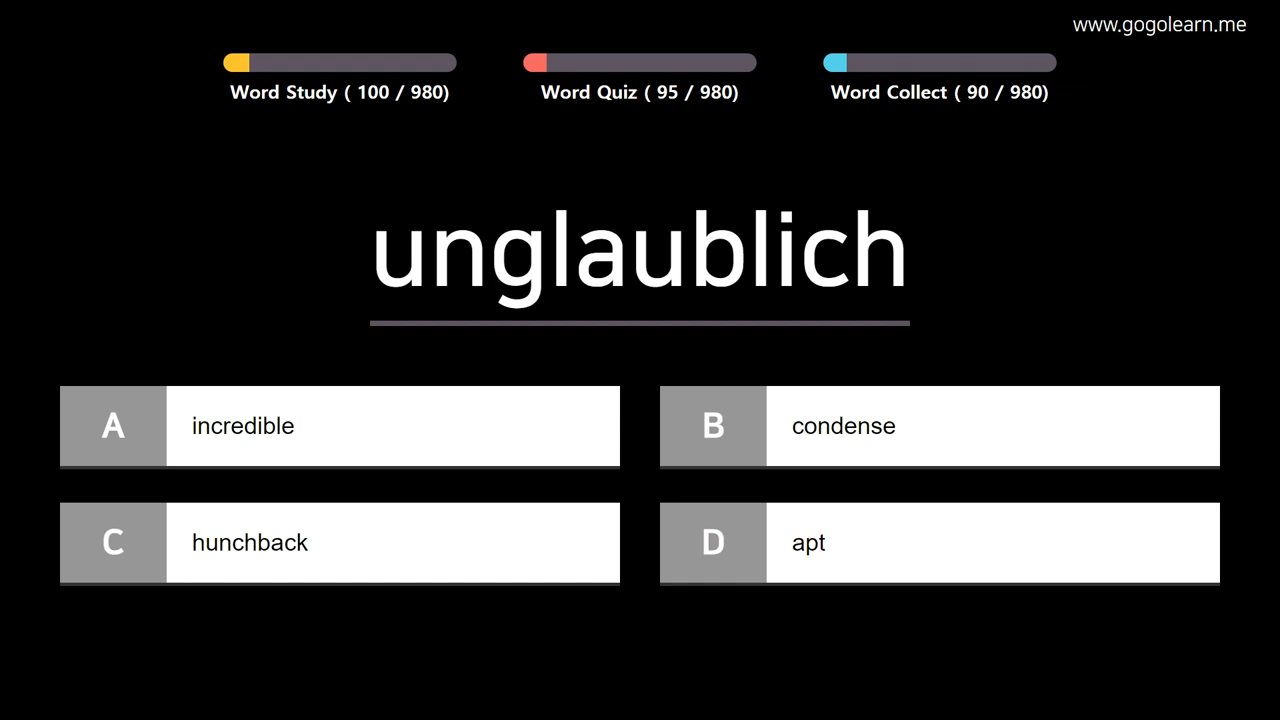 www.gogolearn.me
Word Study ( 100 / 980)
Word Quiz ( 95 / 980)
Word Collect ( 90 / 980)
unglaublich
A incredible
B condense
C hunchback
D apt